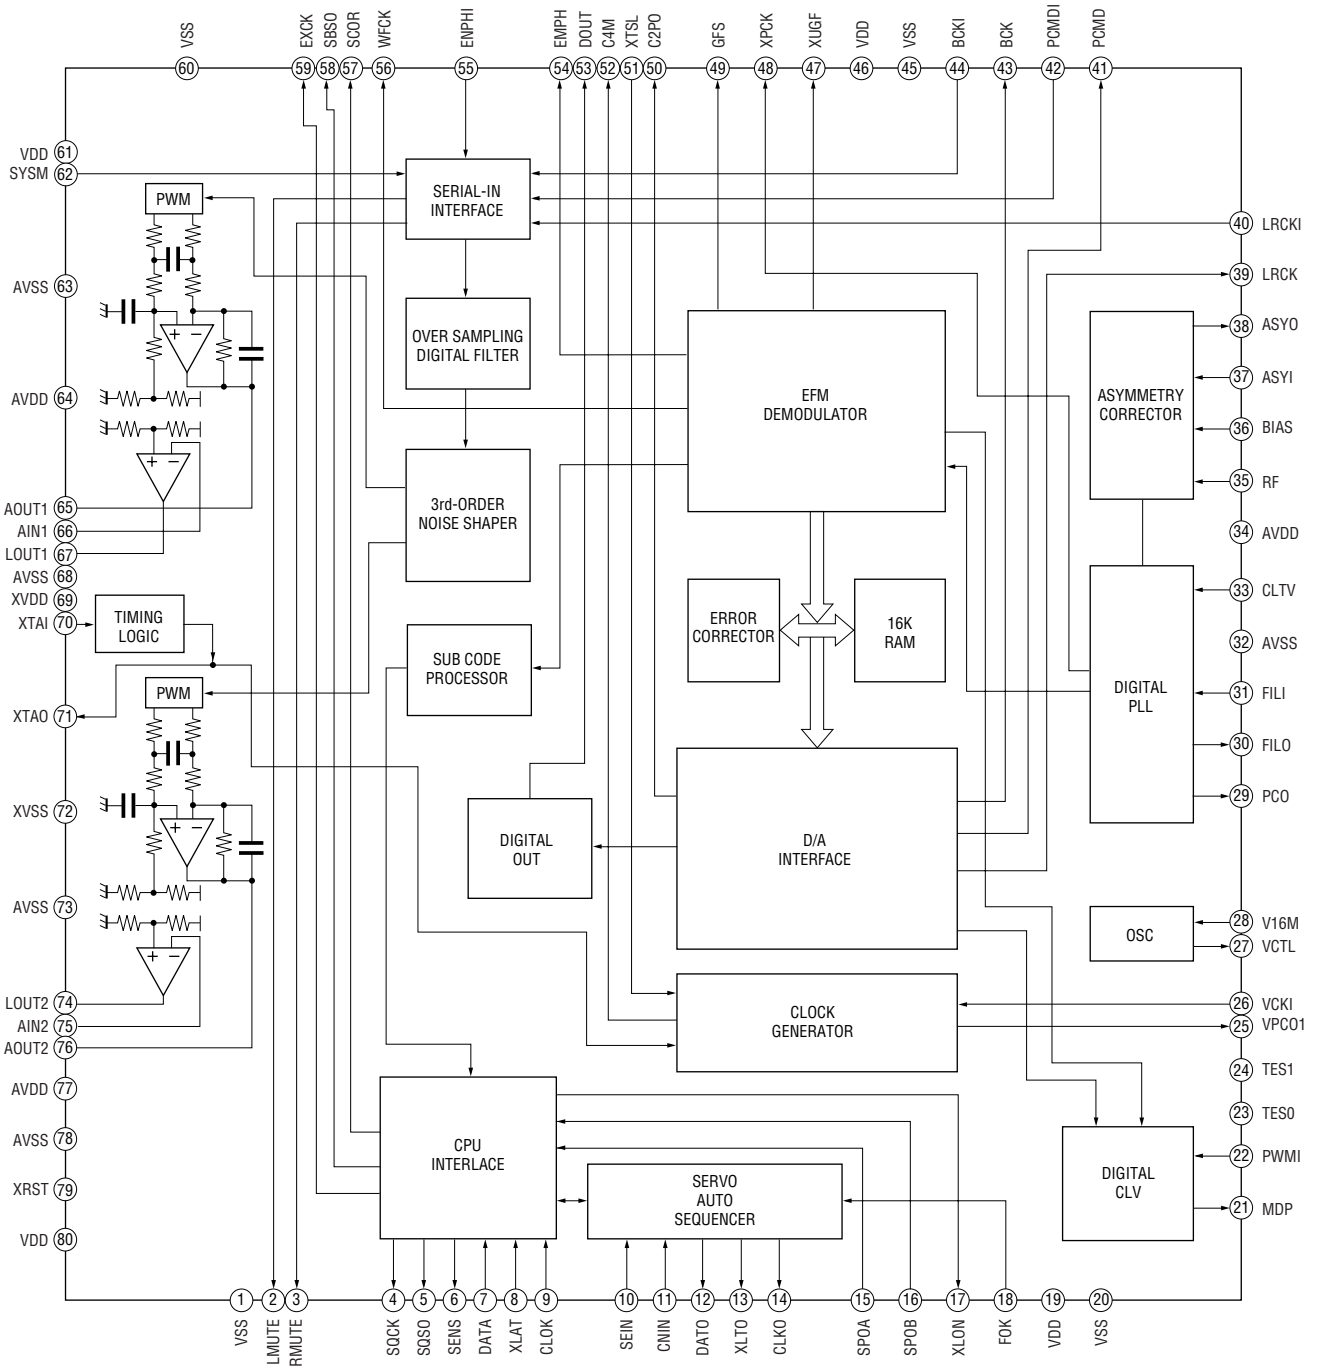 VSS
EXCK
SBSO
SCOR
WFCK
ENPHI
EMPH
DOUT
C4M
XTSL
C2PO
GFS
XPCK
XUGF
VDD
VSS
BCKI
BCK
PCMDI
PCMD
60
59
58
57
56
55
54
53
52
51
50
49
48
47
46
45
44
43
42
41
VDD 61
SYSM 62
AVSS 63
AVDD 64
AOUT1 65
AIN1 66
LOUT1 67
AVSS 68
XVDD 69
XTAI 70
XTAO 71
XVSS 72
AVSS 73
LOUT2 74
AIN2 75
AOUT2 76
AVDD 77
AVSS 78
XRST 79
VDD 80
PWM
+ −
+ −
TIMING
LOGIC
PWM
+ −
+ −
SERIAL-IN
INTERFACE
OVER SAMPLING
DIGITAL FILTER
3rd-ORDER
NOISE SHAPER
SUB CODE
PROCESSOR
DIGITAL
OUT
EFM
DEMODULATOR
ERROR
CORRECTOR
16K
RAM
D/A
INTERFACE
CLOCK
GENERATOR
CPU
INTERLACE
SERVO
AUTO
SEQUENCER
ASYMMETRY
CORRECTOR
DIGITAL
PLL
OSC
DIGITAL
CLV
40 LRCKI
39 LRCK
38 ASYO
37 ASYI
36 BIAS
35 RF
34 AVDD
33 CLTV
32 AVSS
31 FILI
30 FILO
29 PCO
28 V16M
27 VCTL
26 VCKI
25 VPCO1
24 TES1
23 TES0
22 PWMI
21 MDP
1
2
3
4
5
6
7
8
9
10
11
12
13
14
15
16
17
18
19
20
VSS
LMUTE
RMUTE
SQCK
SQSO
SENS
DATA
XLAT
CLOK
SEIN
CNIN
DATO
XLTO
CLKO
SPOA
SPOB
XLON
FOK
VDD
VSS